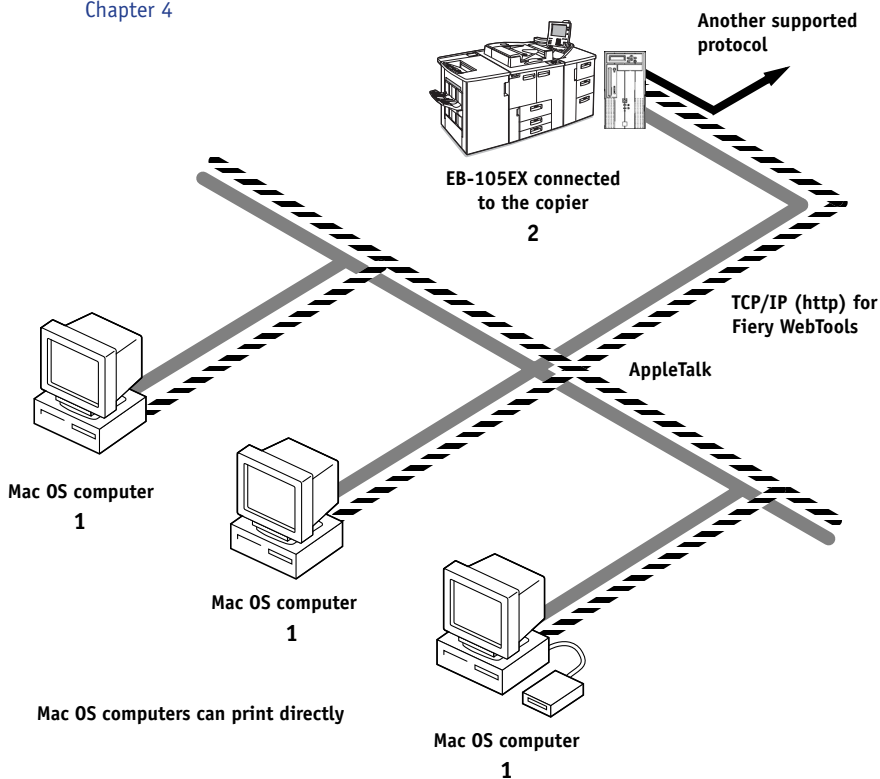 Chapter 4
Another supported
protocol
EB-105EX connected
to the copier
2
TCP/IP (http) for
Fiery WebTools
AppleTalk
Mac OS computer
1
Mac OS computer
1
Mac OS computers can print directly
Mac OS computer
1